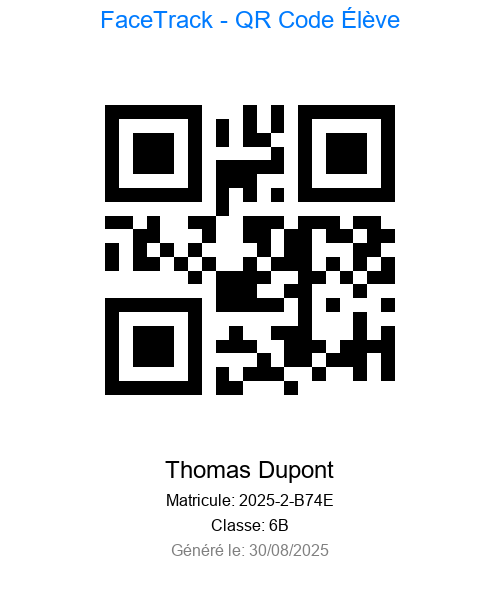 FaceTrack - QR Code Élève
Thomas Dupont
Matricule: 2025-2-B74E
Classe: 6B
Généré le: 30/08/2025